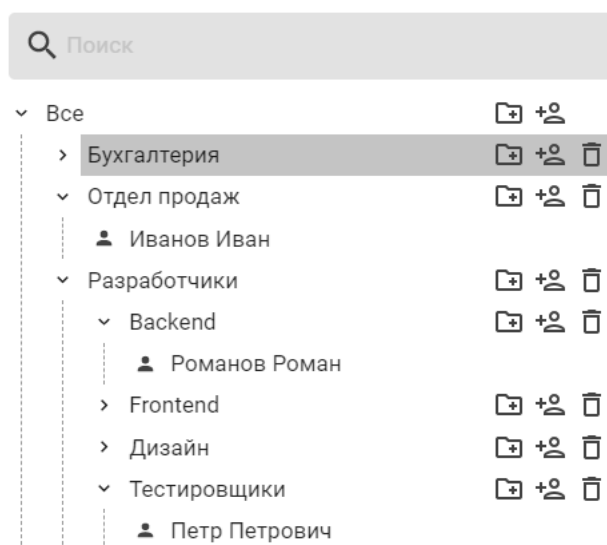 Поиск
Все
Бухгалтерия
Отдел продаж
Иванов Иван
Разработчики
Backend
Романов Роман
Frontend
Дизайн
Тестировщики
Петр Петрович